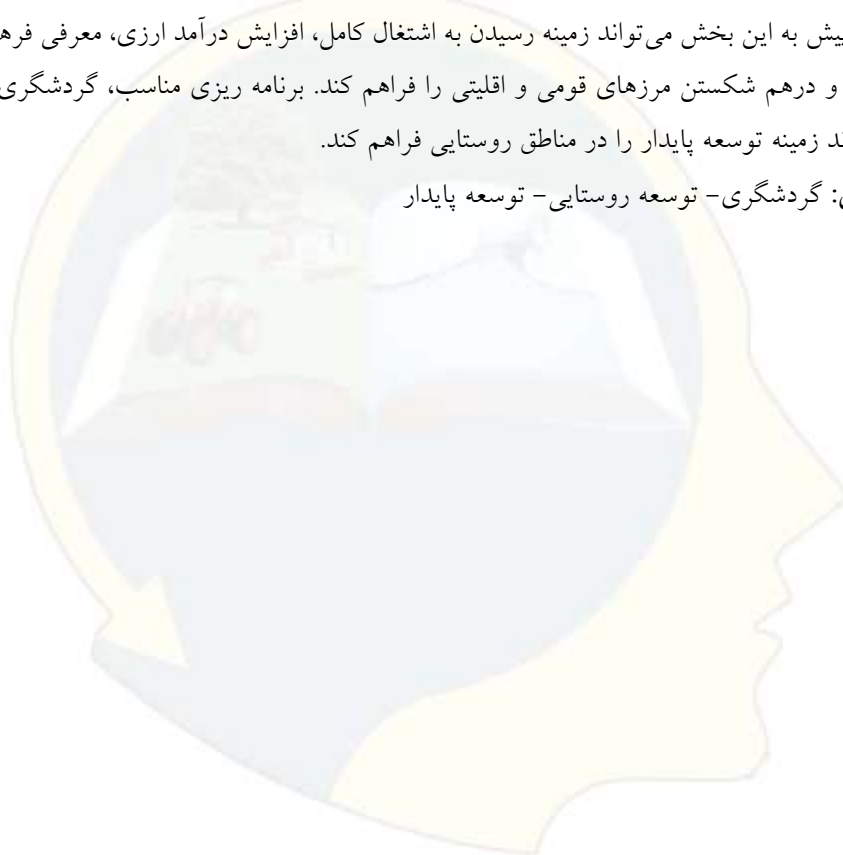 پیش به این بخش می‌تواند زمینه رسیدن به اشتغال کامل، افزایش درآمد ارزی، معرفی
و درهم شکستن مرزهای قومی و اقلیتی را فراهم کند. برنامه ریزی مناسب، گردشگری
زمینه توسعه پایدار را در مناطق روستایی فراهم کند.
گردشگری- توسعه روستایی- توسعه پایدار